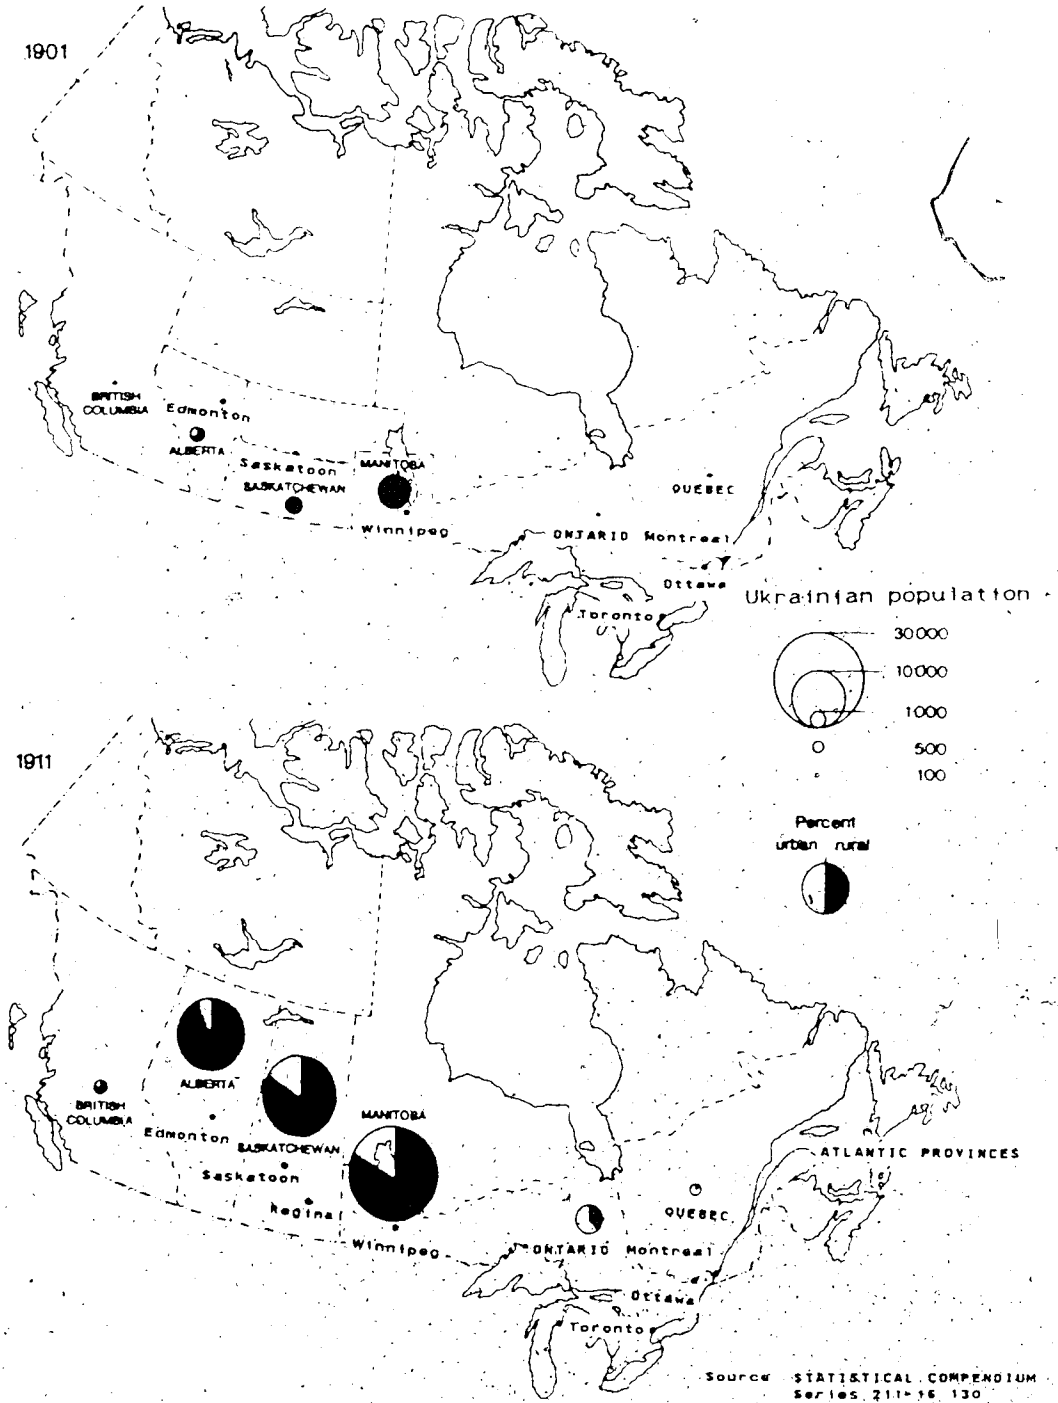 1901
BRITISH
COLUMBIA
Edmonton
ALBERTA
Saskatoon
SASKATCHEWAN
MANITOBA
Winnipeg
QUEBEC
ONTARIO Montreal
Ottawa
Toronto
Ukrainian population
30000
10000
1000
500
100
Percent
urban rural
1911
ALBERTA
BRITISH
COLUMBIA
Edmonton
SASKATCHEWAN
MANITOBA
Saskatoon
Regina
Winnipeg
ATLANTIC PROVINCES
QUEBEC
ONTARIO Montreal
Ottawa
Toronto
Source STATISTICAL COMPENDIUM
Series 211-16, 130